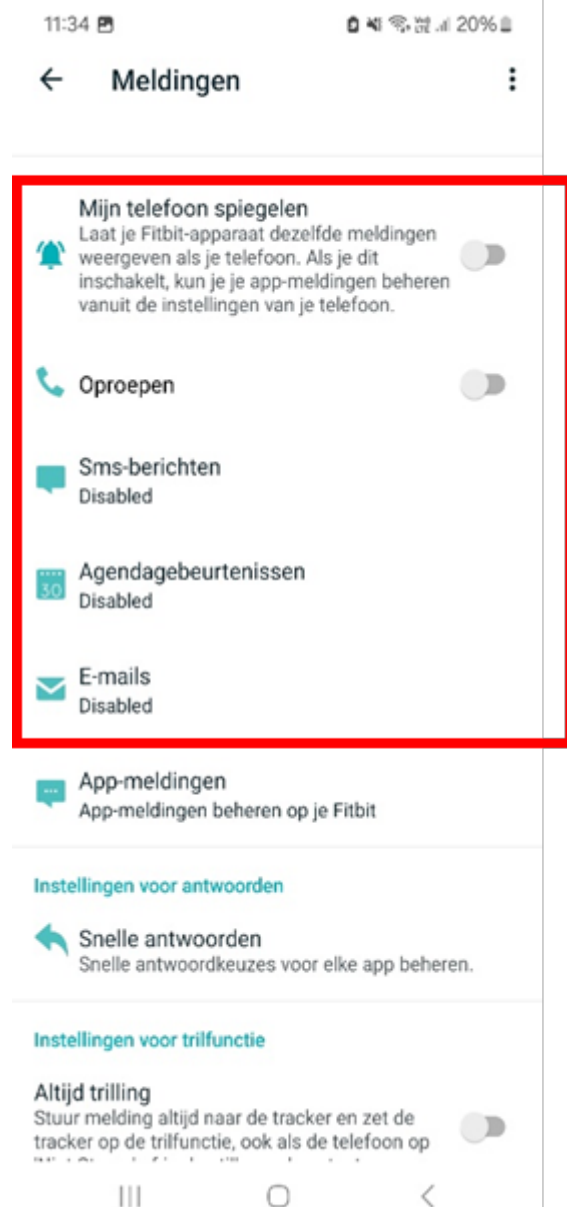 11:34 20%
Meldingen
Mijn telefoon spiegelen
Laat je Fitbit-apparaat dezelfde meldingen
weergeven als je telefoon. Als je dit
inschakelt, kun je je app-meldingen beheren
vanuit de instellingen van je telefoon.
Oproepen
Sms-berichten
Disabled
30
Agendagebeurtenissen
Disabled
E-mails
Disabled
App-meldingen
App-meldingen beheren op je Fitbit
Instellingen voor antwoorden
Snelle antwoorden
Snelle antwoordkeuzes voor elke app beheren.
Instellingen voor trilfunctie
Altijd trilling
Stuur melding altijd naar de tracker en zet de
tracker op de trilfunctie, ook als de telefoon op